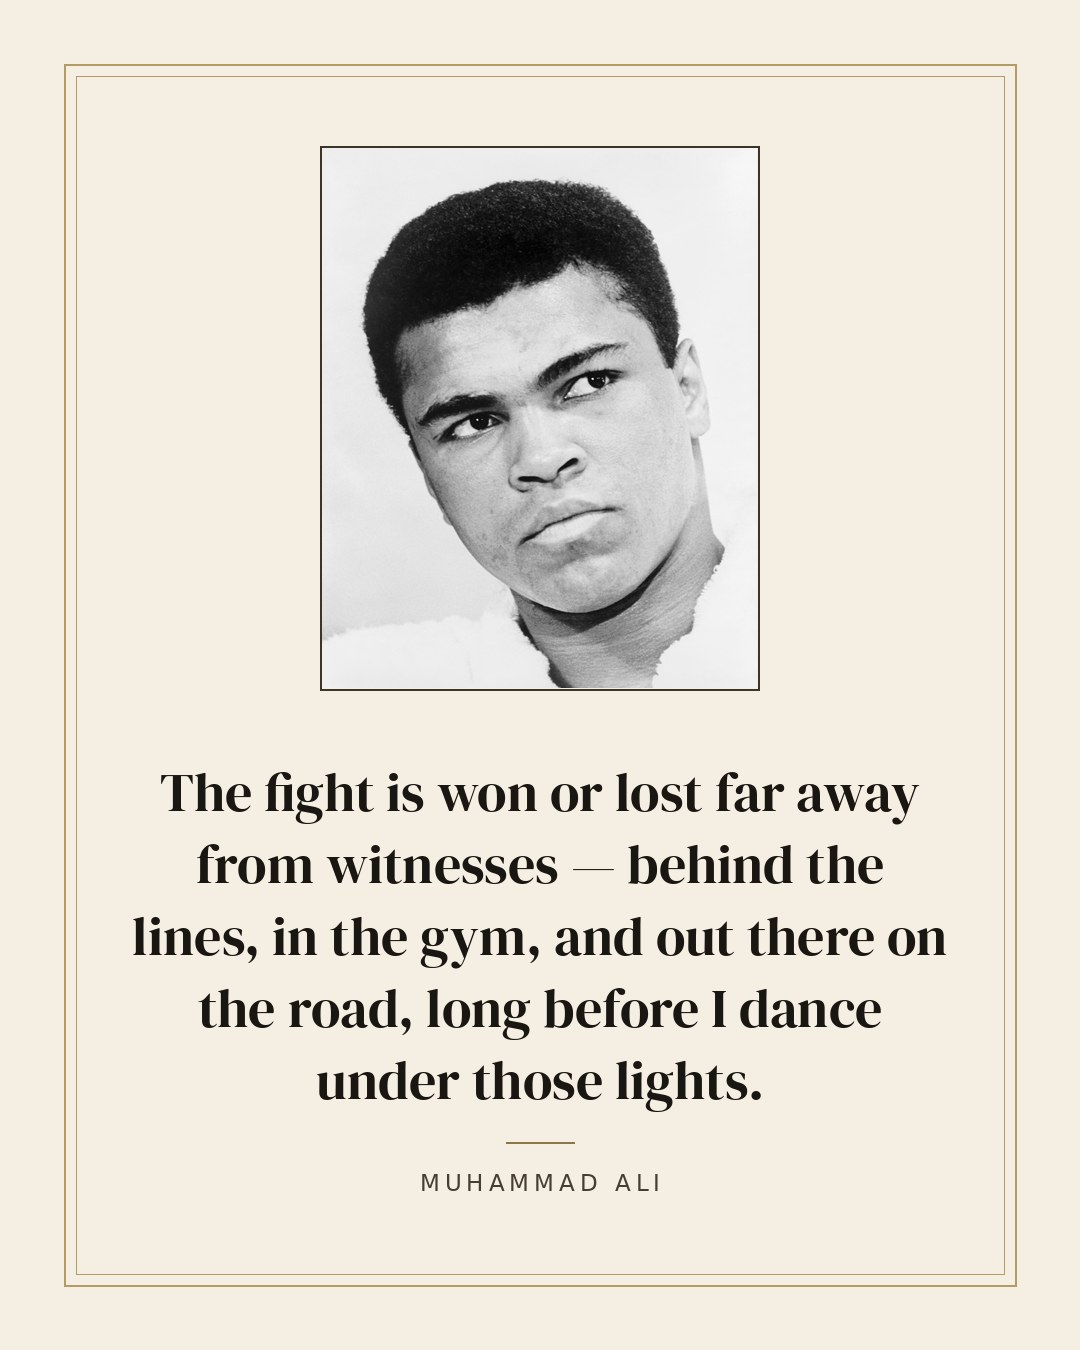 The fight is won or lost far away
from witnesses — behind the
lines, in the gym, and out there on
the road, long before I dance
under those lights.
MUHAMMAD ALI